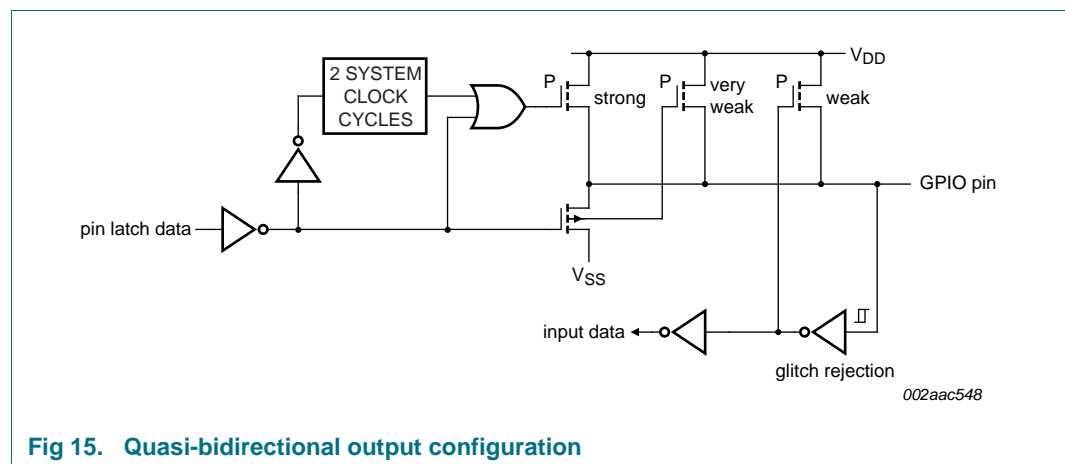 2 SYSTEM
CLOCK
CYCLES
P
strong
P
very
weak
P
weak
VDD
GPIO pin
pin latch data
VSS
input data
glitch rejection
002aac548
Fig 15. Quasi-bidirectional output configuration